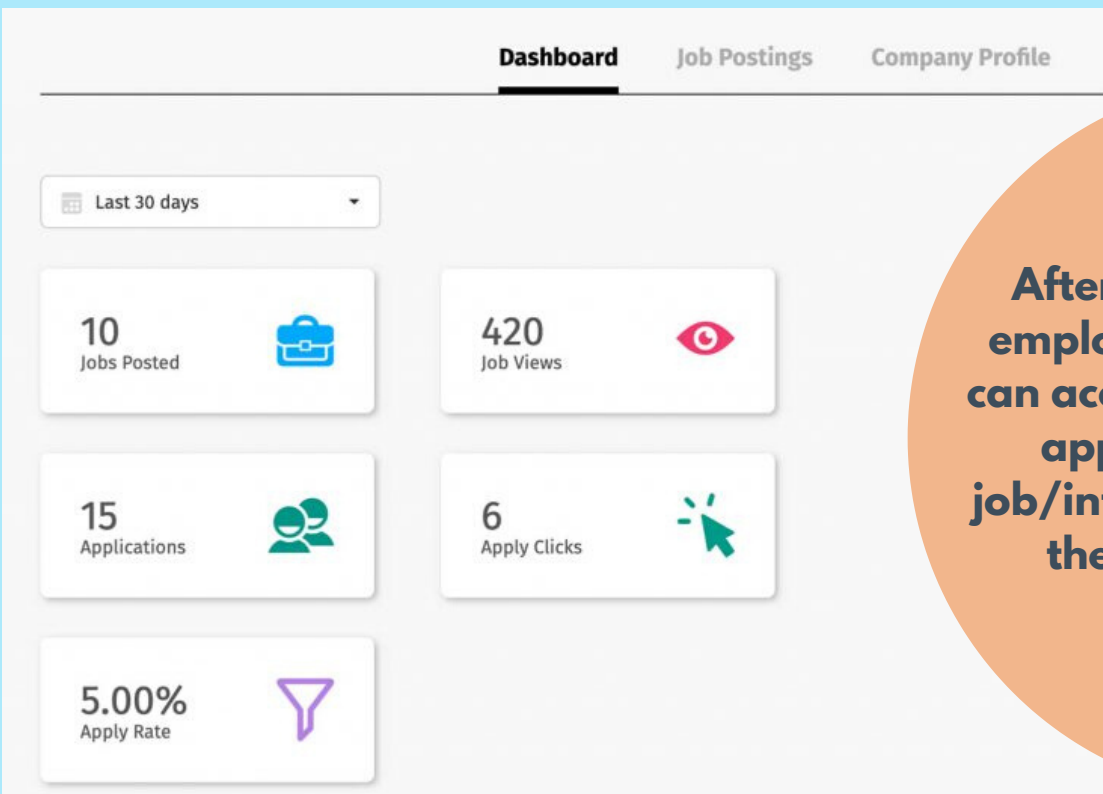 Dashboard Job Postings Company Profile
Last 30 days
10
Jobs Posted
420
Job Views
15
Applications
6
Apply Clicks
5.00%
Apply Rate
can